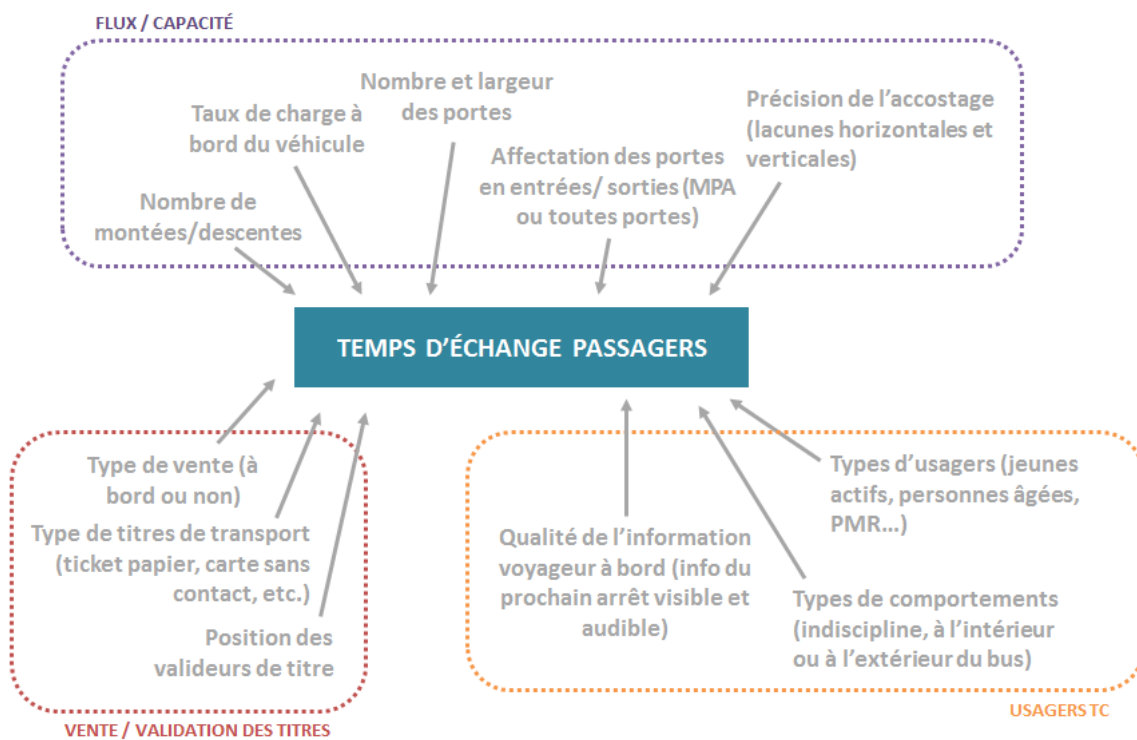 FLUX / CAPACITÉ
Nombre et largeur
des portes
Taux de charge à
bord du véhicule
Précision de l'accostage
(lacunes horizontales et
verticales)
Affectation des portes
en entrées/ sorties (MPA
ou toutes portes)
Nombre de
montées/descentes
TEMPS D'ÉCHANGE PASSAGERS
Type de vente (à
bord ou non)
Type de titres de transport
(ticket papier, carte sans
contact, etc.)
Position des
valideurs de titre
VENTE / VALIDATION DES TITRES
Types d'usagers (jeunes
actifs, personnes âgées,
PMR...)
Qualité de l'information
voyageur à bord (info du
prochain arrêt visible et
audible)
Types de comportements
(indiscipline, à l'intérieur
ou à l'extérieur du bus)
USAGERS TC